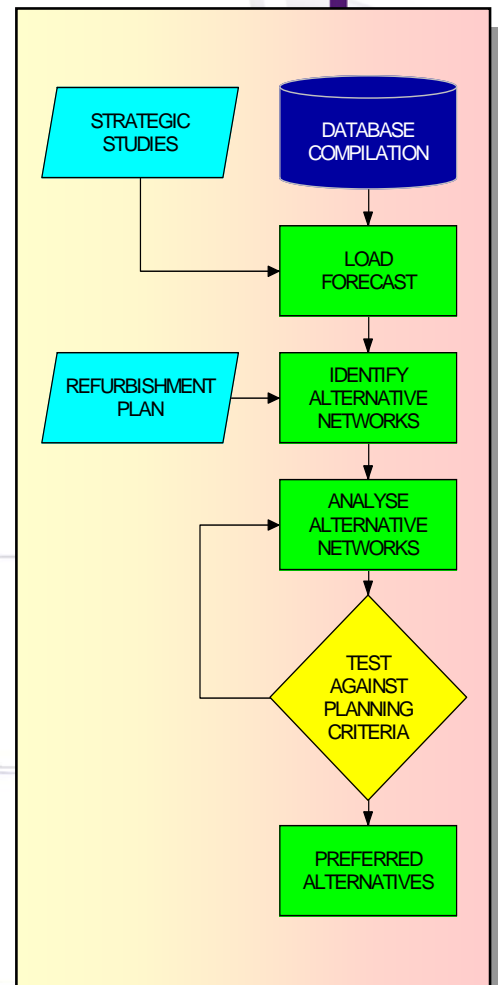 STRATEGIC
STUDIES
DATABASE
COMPILATION
LOAD
FORECAST
REFURBISHMENT
PLAN
IDENTIFY
ALTERNATIVE
NETWORKS
ANALYSE
ALTERNATIVE
NETWORKS
TEST
AGAINST
PLANNING
CRITERIA
PREFERRED
ALTERNATIVES